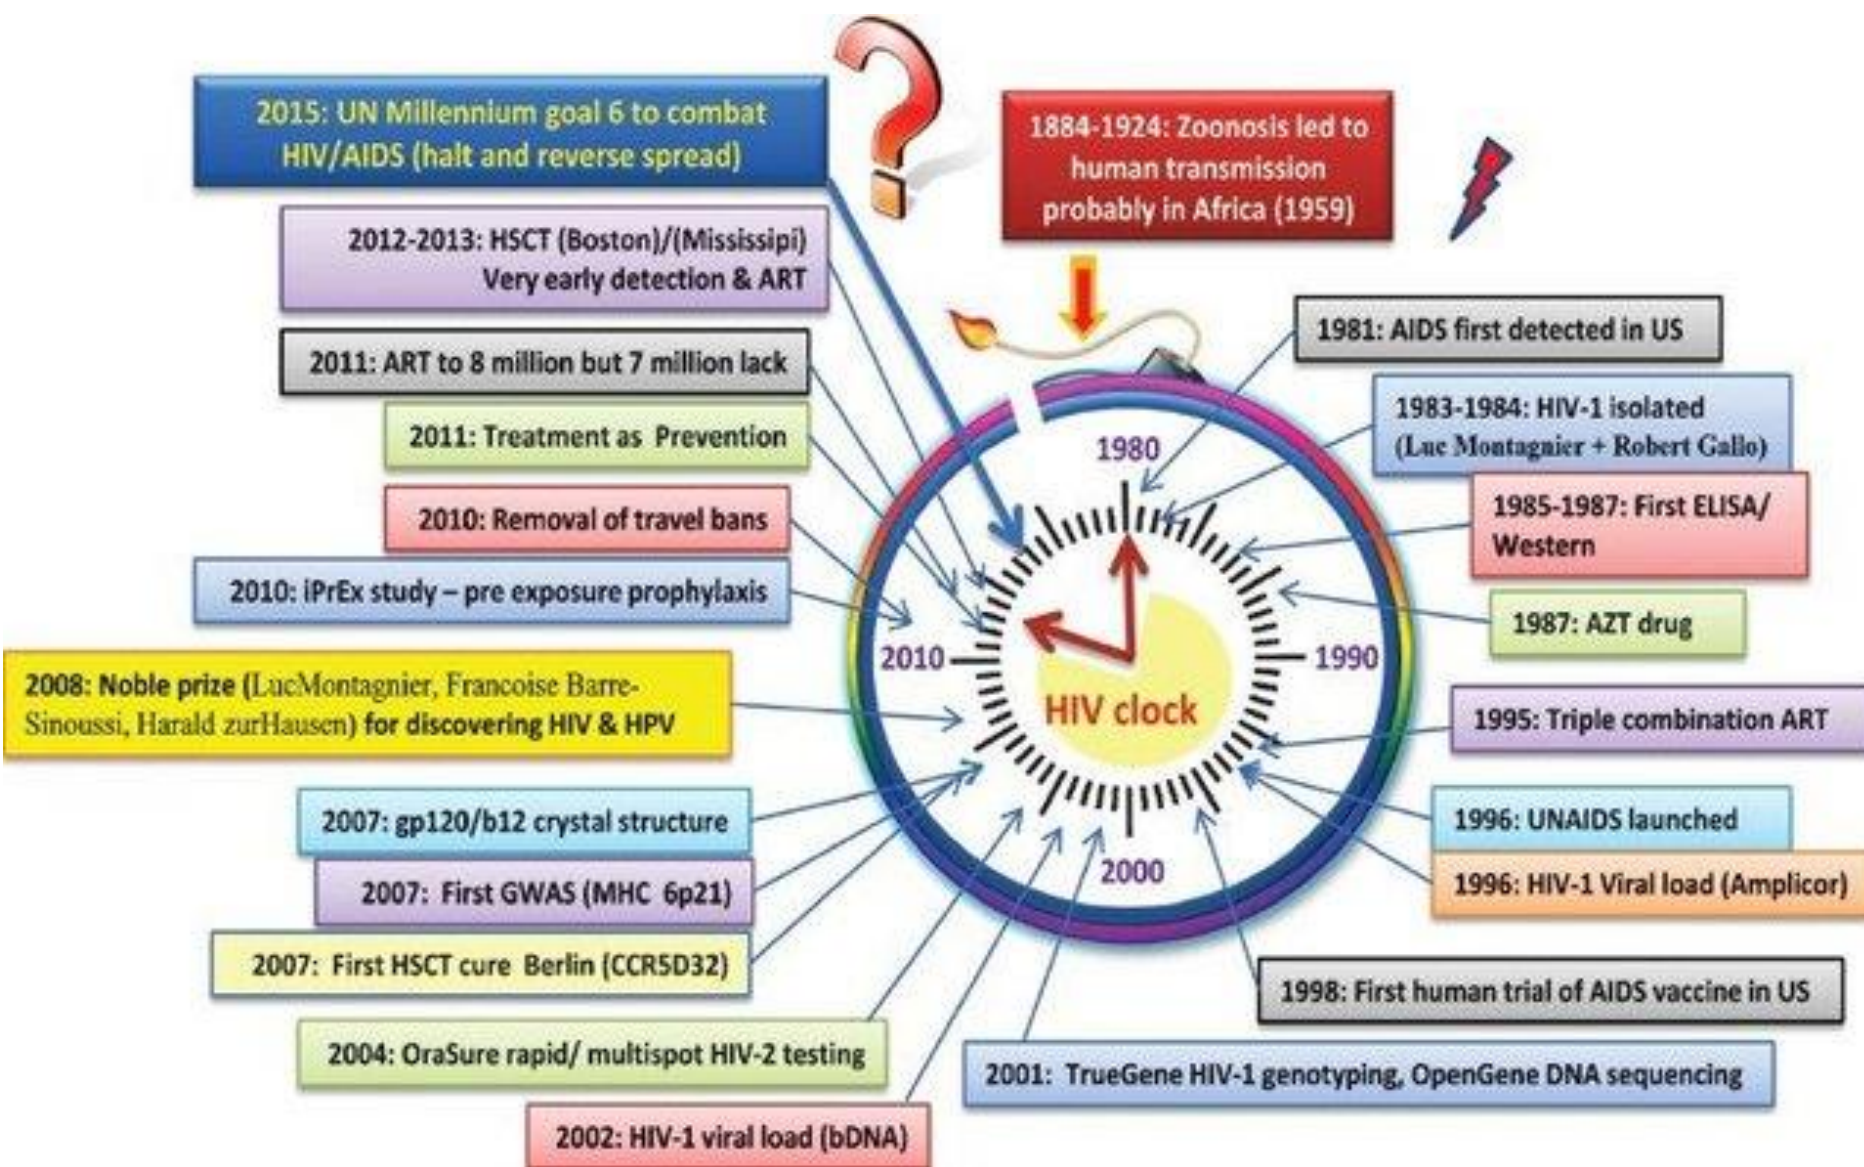 2015: UN Millennium goal 6 to combat
HIV/AIDS (halt and reverse spread)
1884-1924: Zoonosis led to
human transmission
probably in Africa (1959)
2012-2013: HSCT (Boston)/(Mississipi)
Very early detection & ART
2011: ART to 8 million but 7 million lack
2011: Treatment as Prevention
2010: Removal of travel bans
2010: iPrEx study – pre exposure prophylaxis
2008: Noble prize (LucMontagnier, Francoise Barre-
Sinoussi, Harald zurHausen) for discovering HIV & HPV
2007: gp120/b12 crystal structure
2007: First GWAS (MHC 6p21)
2007: First HSCT cure Berlin (CCR5D32)
2004: OraSure rapid/ multispot HIV-2 testing
2002: HIV-1 viral load (bDNA)
1980
1990
2000
2010
HIV clock
1981: AIDS first detected in US
1983-1984: HIV-1 isolated
(Luc Montagnier + Robert Gallo)
1985-1987: First ELISA/
Western
1987: AZT drug
1995: Triple combination ART
1996: UNAIDS launched
1996: HIV-1 Viral load (Amplicor)
1998: First human trial of AIDS vaccine in US
2001: TrueGene HIV-1 genotyping, OpenGene DNA sequencing